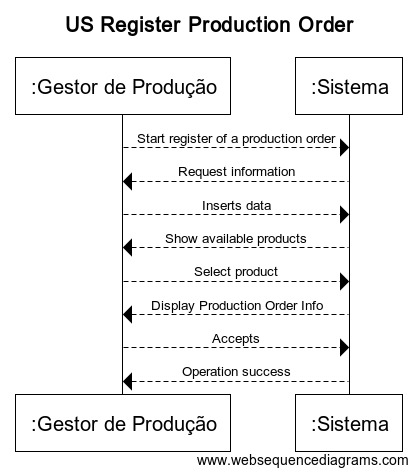 US Register Production Order
:Gestor de Produção
:Sistema
Start register of a production order
Request information
Inserts data
Show available products
Select product
Display Production Order Info
Accepts
Operation success
:Gestor de Produção
:Sistema
www.websequencediagrams.com